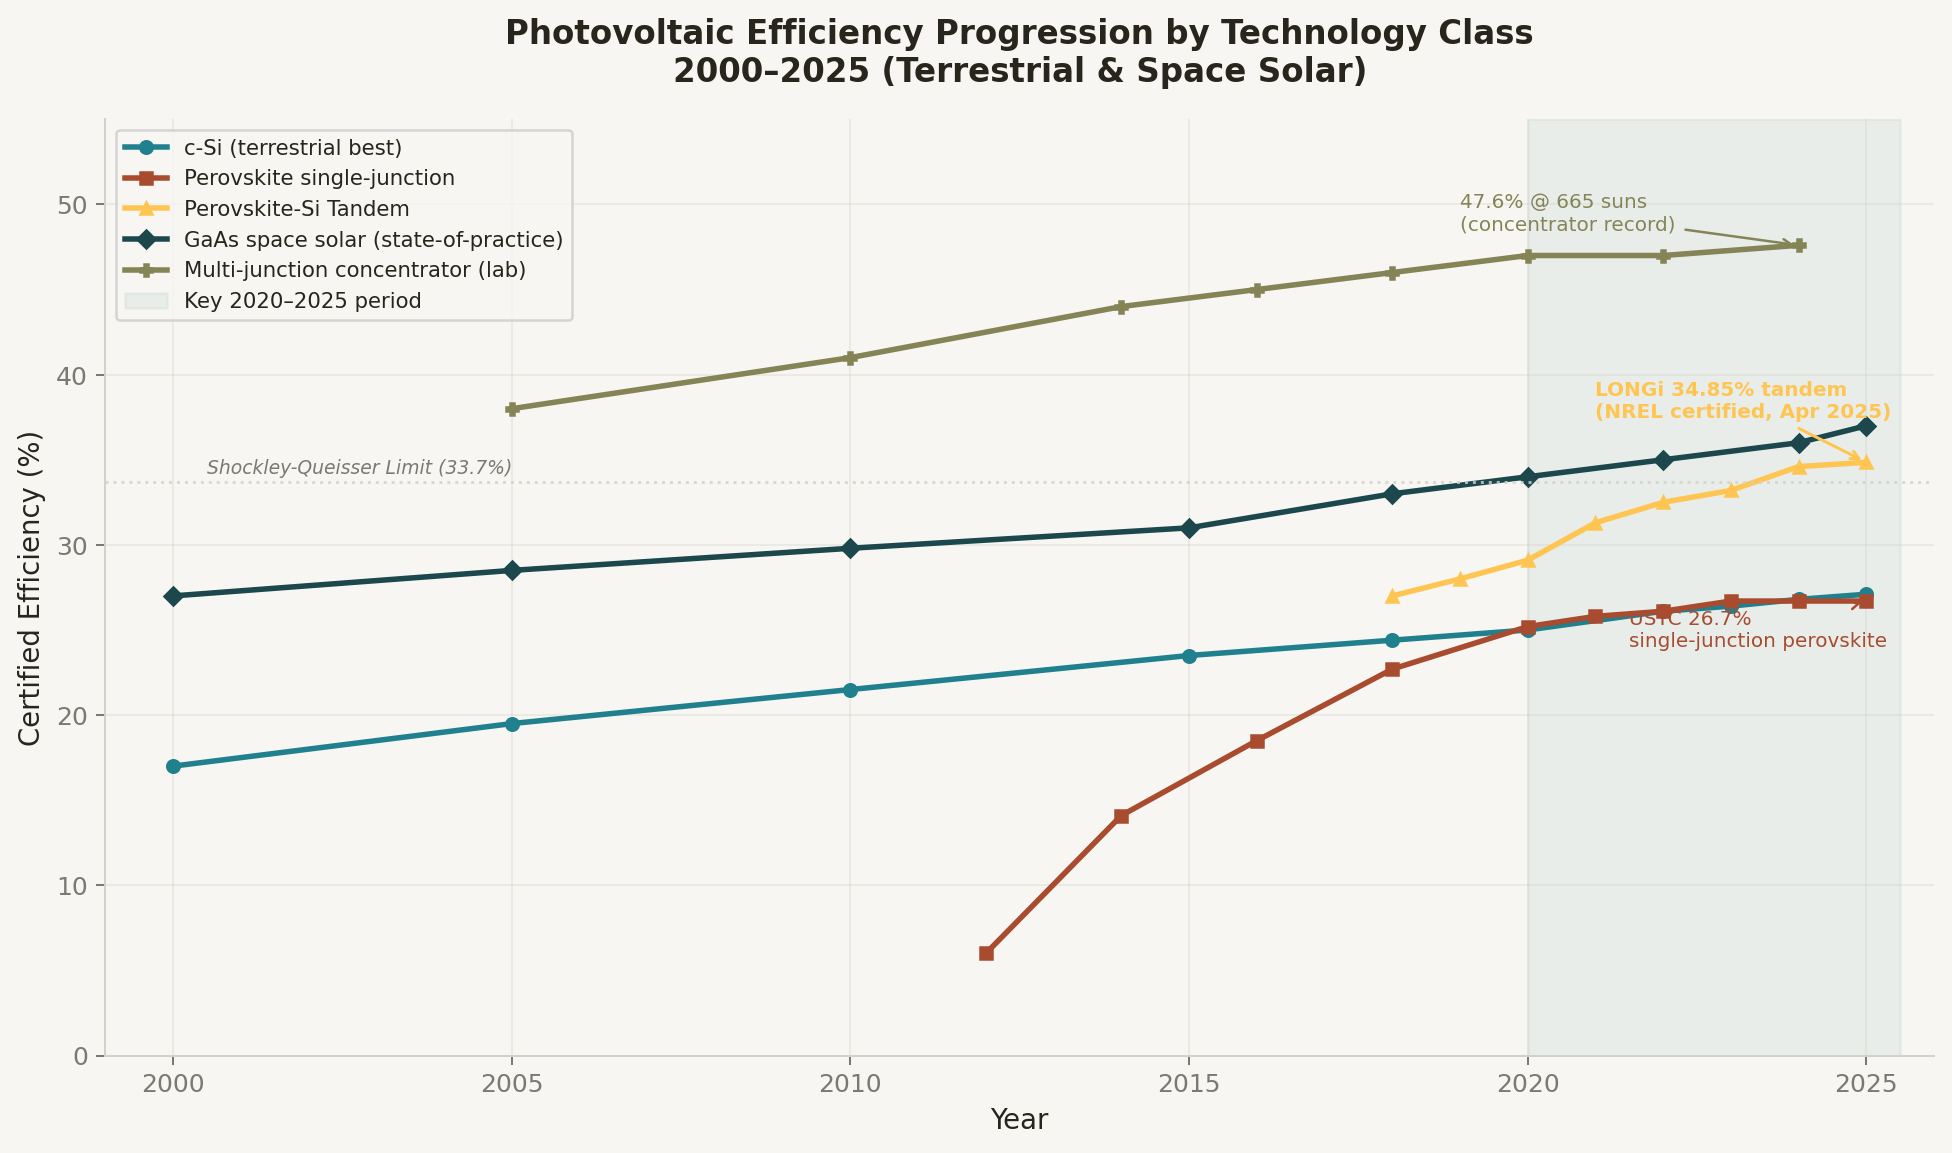 Photovoltaic Efficiency Progression by Technology Class
2000–2025 (Terrestrial & Space Solar)
c-Si (terrestrial best)
Perovskite single-junction
Perovskite-Si Tandem
GaAs space solar (state-of-practice)
Multi-junction concentrator (lab)
Key 2020–2025 period
47.6% @ 665 suns
(concentrator record)
LONGi 34.85% tandem
(NREL certified, Apr 2025)
Shockley-Queisser Limit (33.7%)
USTC 26.7%
single-junction perovskite
Certified Efficiency (%)
50
40
30
20
10
0
2000
2005
2010
2015
2020
2025
Year